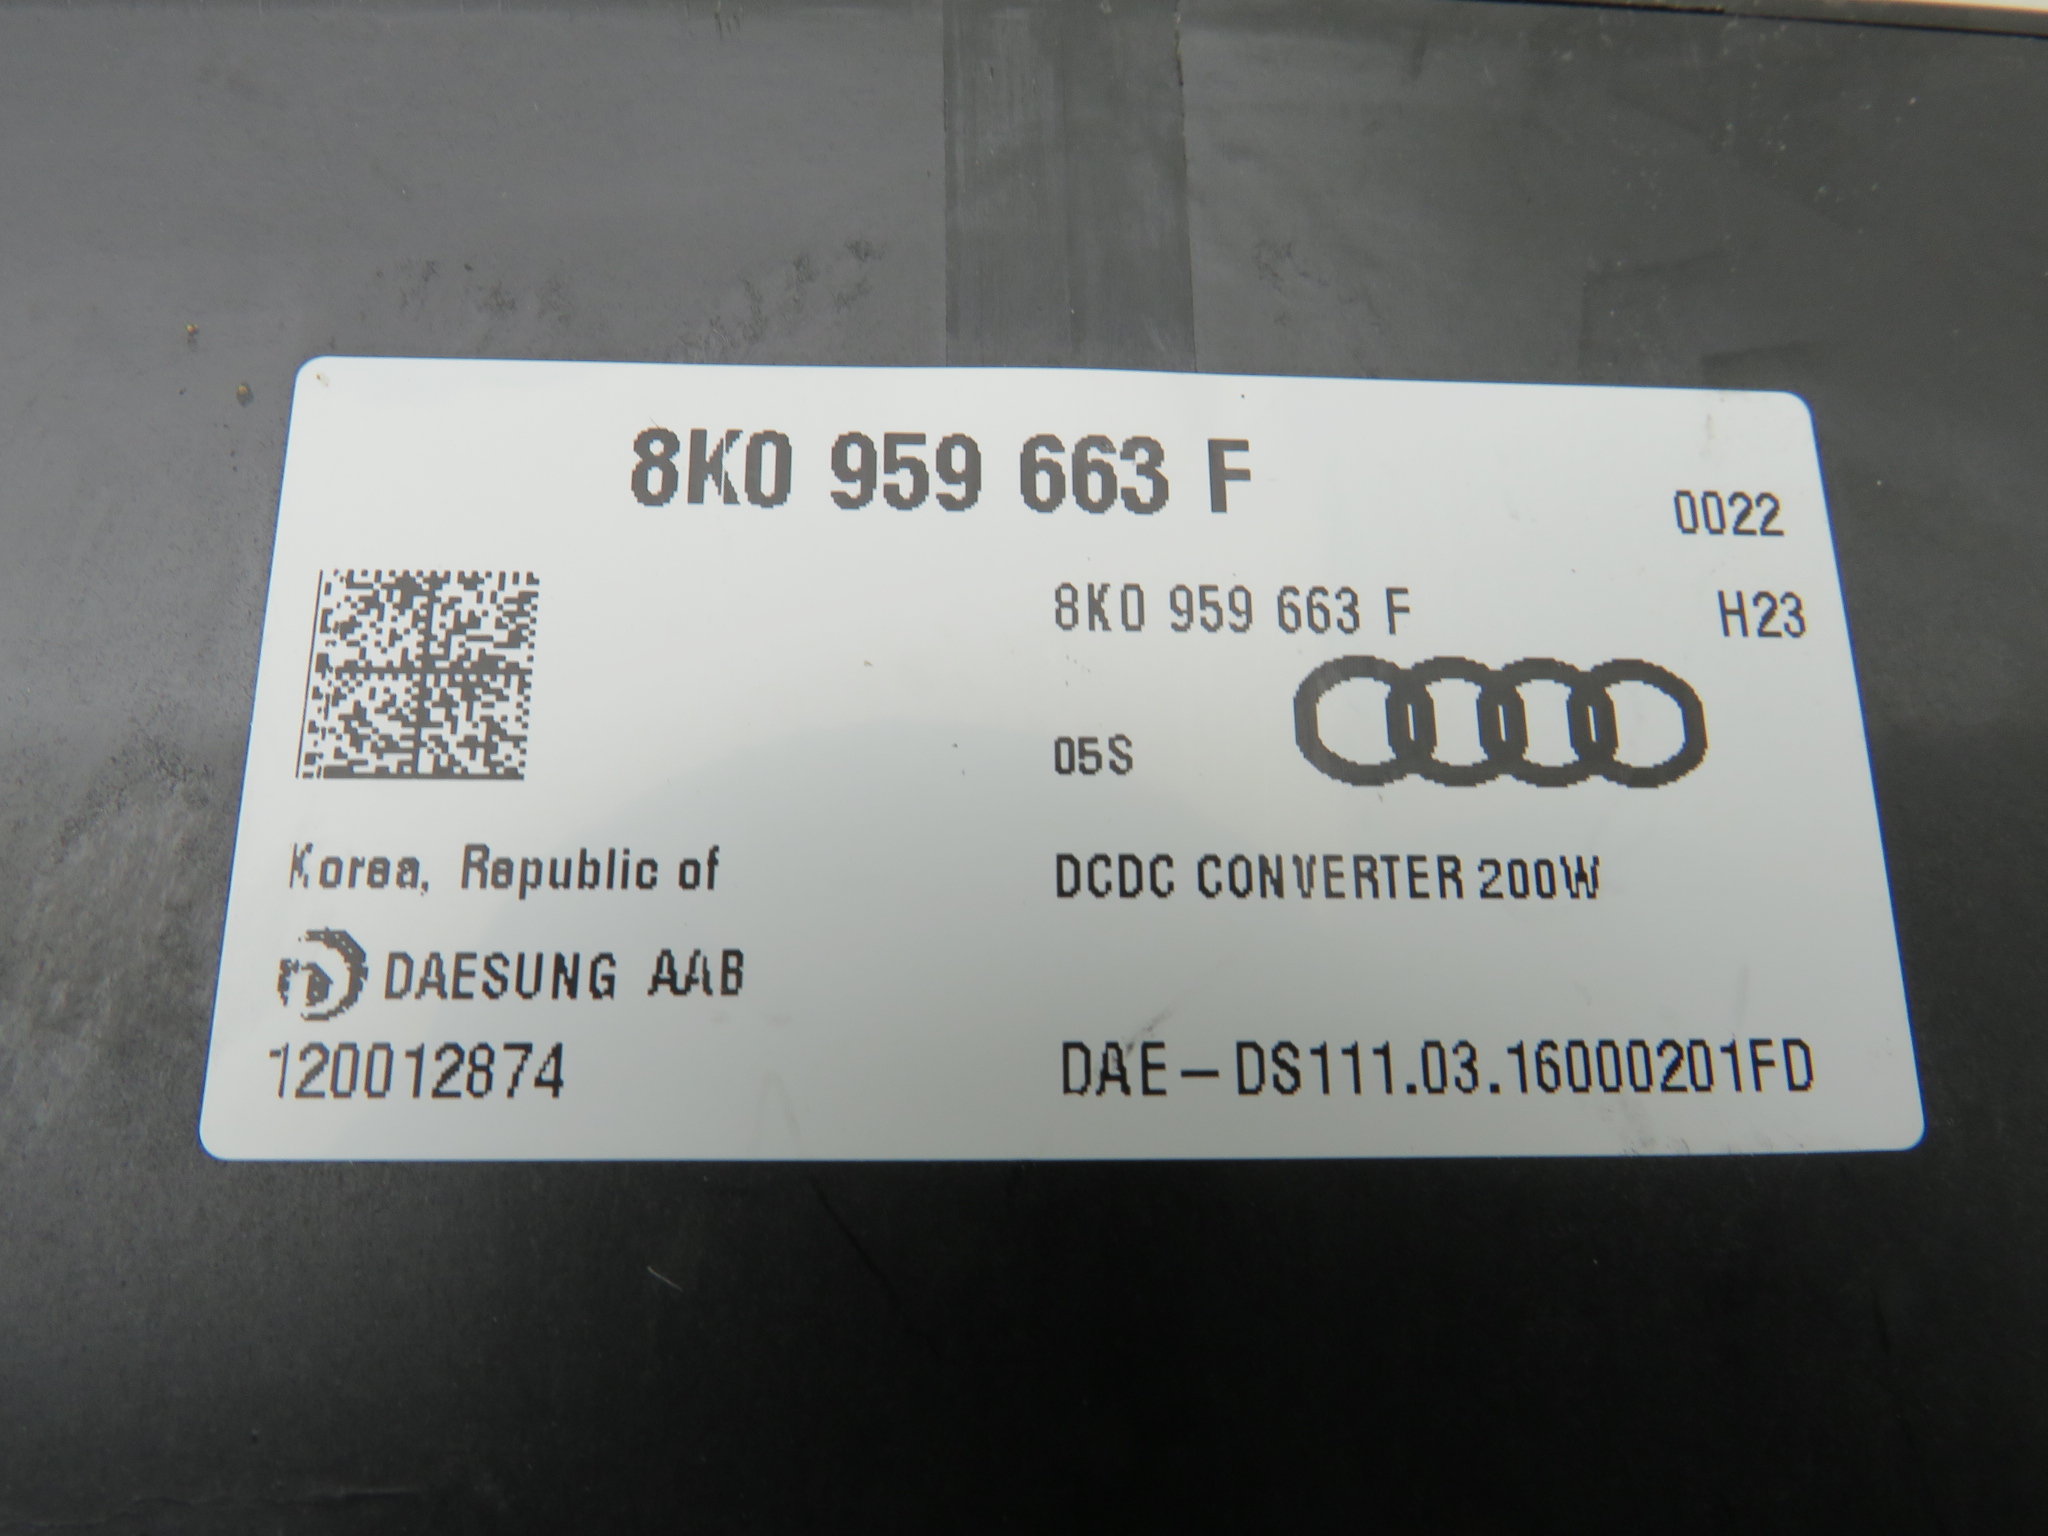 8K0 959 663 F
0022
8K0 959 663 F
H23
05S
Korea, Republic of
DCDC CONVERTER 200W
DAESUNG AAB
120012874
DAE-DS111.03.16000201FD